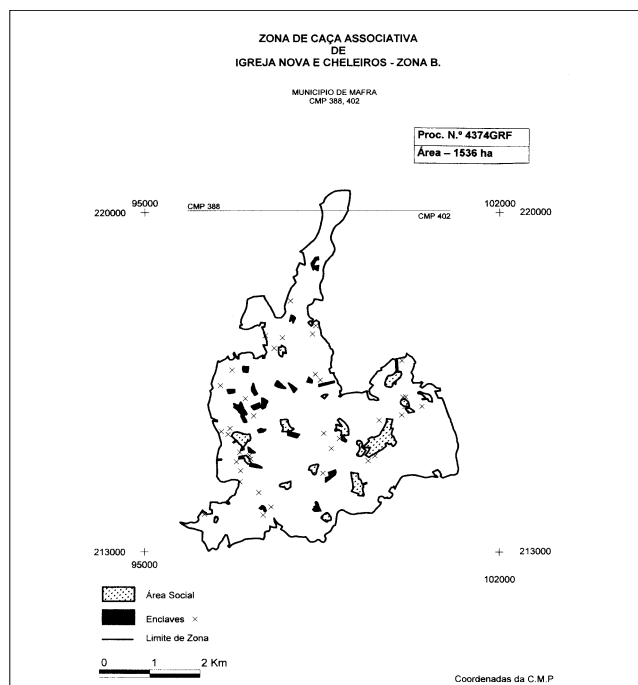 ZONA DE CAÇA ASSOCIATIVA
DE
IGREJA NOVA E CHELEIROS - ZONA B.
MUNICIPIO DE MAFRA
CMP 388, 402
Proc. N.º 4374GRF
Área – 1536 ha
95000
102000
220000
CMP 388
CMP 402
220000
213000
95000
213000
102000
Área Social
Enclaves ×
Limite de Zona
0 1 2 Km
Coordenadas da C.M.P